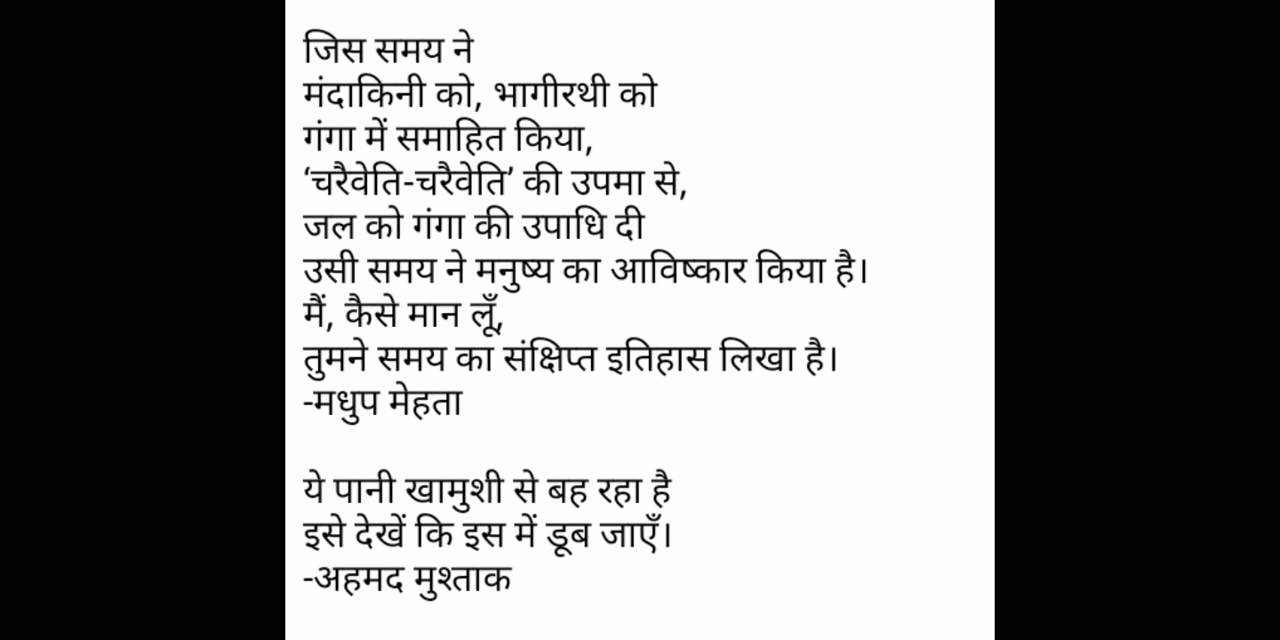 जिस समय ने
मंदाकिनी को, भागीरथी को
गंगा में समाहित किया,
‘चरैवेति-चरैवेति’ की उपमा से,
जल को गंगा की उपाधि दी
उसी समय ने मनुष्य का आविष्कार किया है।
मैं, कैसे मान लूँ,
तुमने समय का संक्षिप्त इतिहास लिखा है।
-मधुप मेहता
ये पानी खामुशी से बह रहा है
इसे देखें कि इस में डूब जाएँ।
-अहमद मुश्ताक